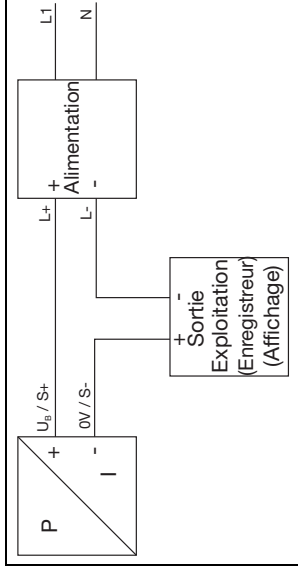 P
I
U_B / S+
+
0V / S-
-
L+
+
L-
-
Alimentation
L1
N
+
-
Sortie
Exploitation
(Enregistreur)
(Affichage)